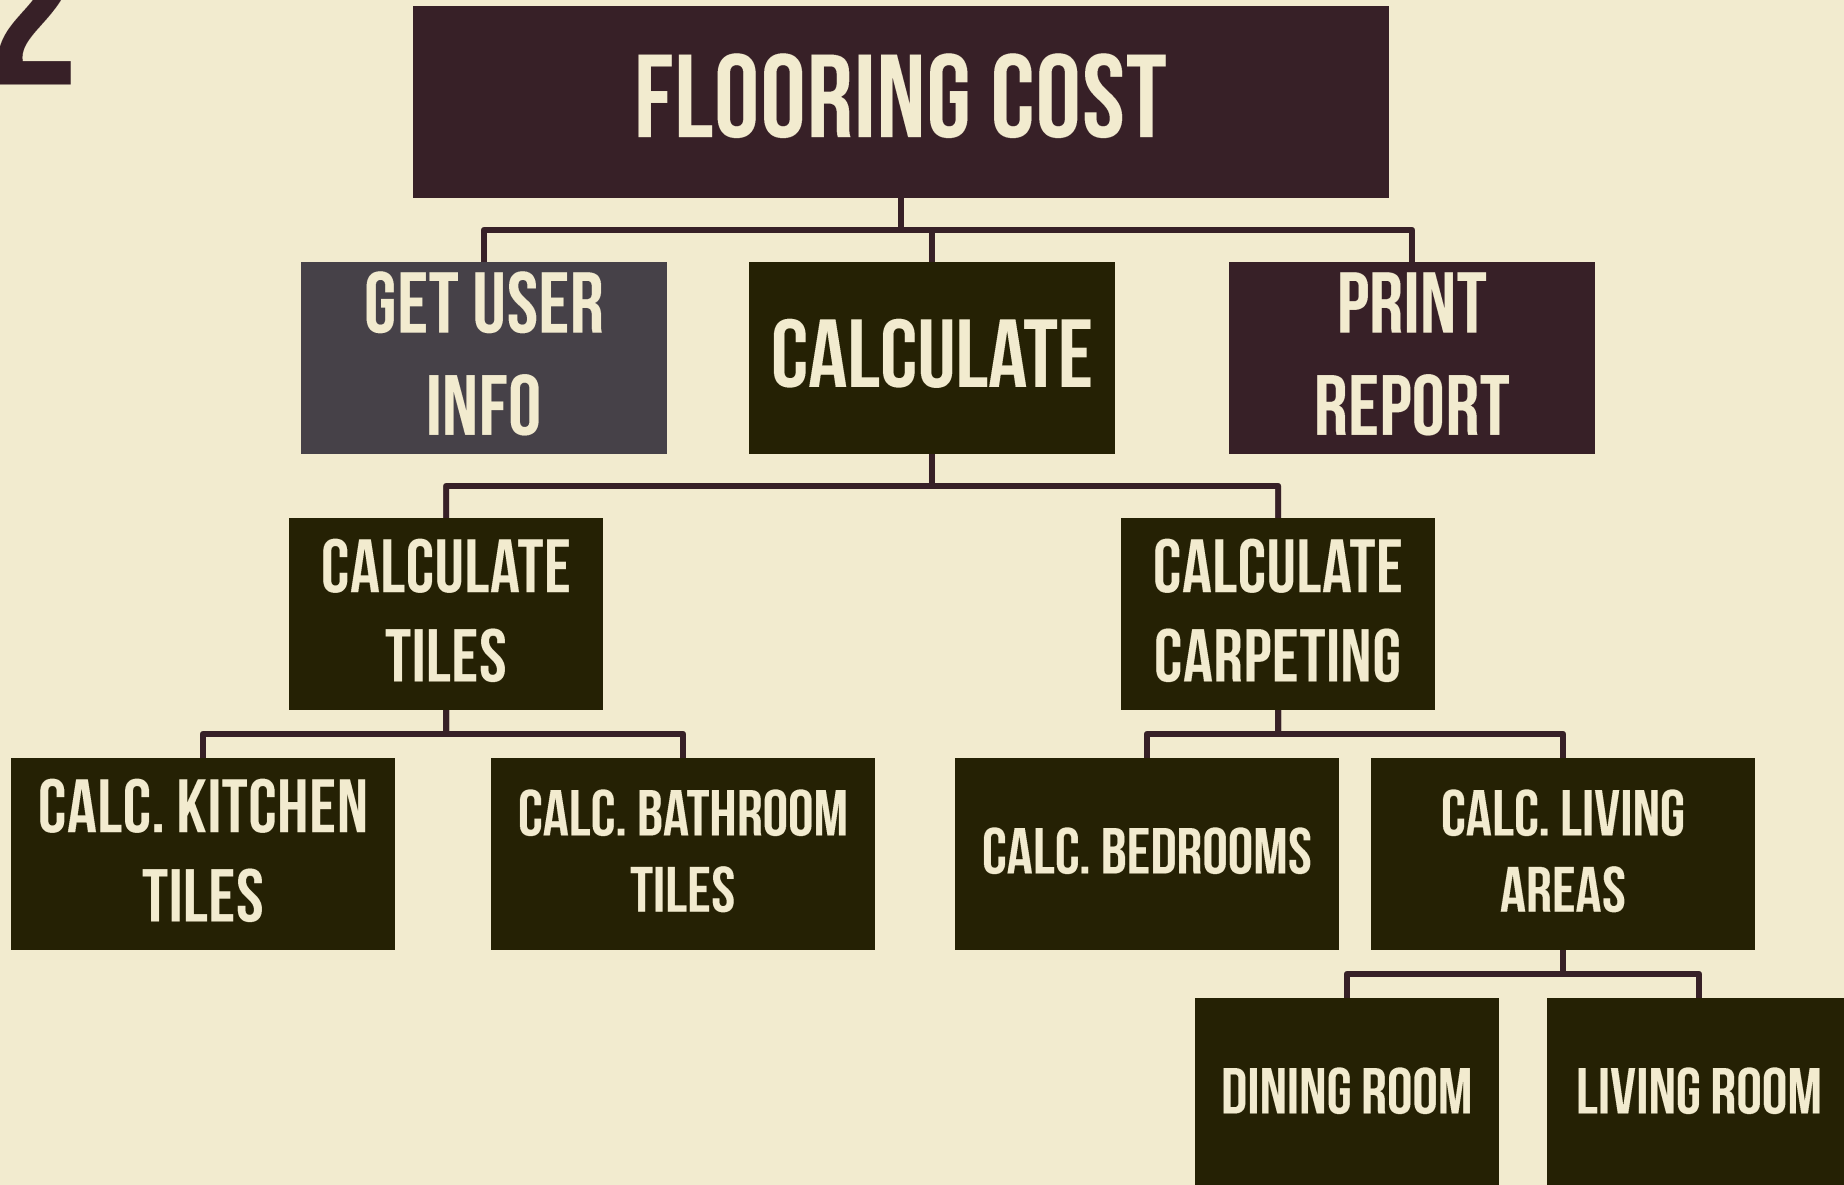 2
FLOORING COST
GET USER
INFO
CALCULATE
PRINT
REPORT
CALCULATE
TILES
CALCULATE
CARPETING
CALC. KITCHEN
TILES
CALC. BATHROOM
TILES
CALC. BEDROOMS
CALC. LIVING
AREAS
DINING ROOM
LIVING ROOM